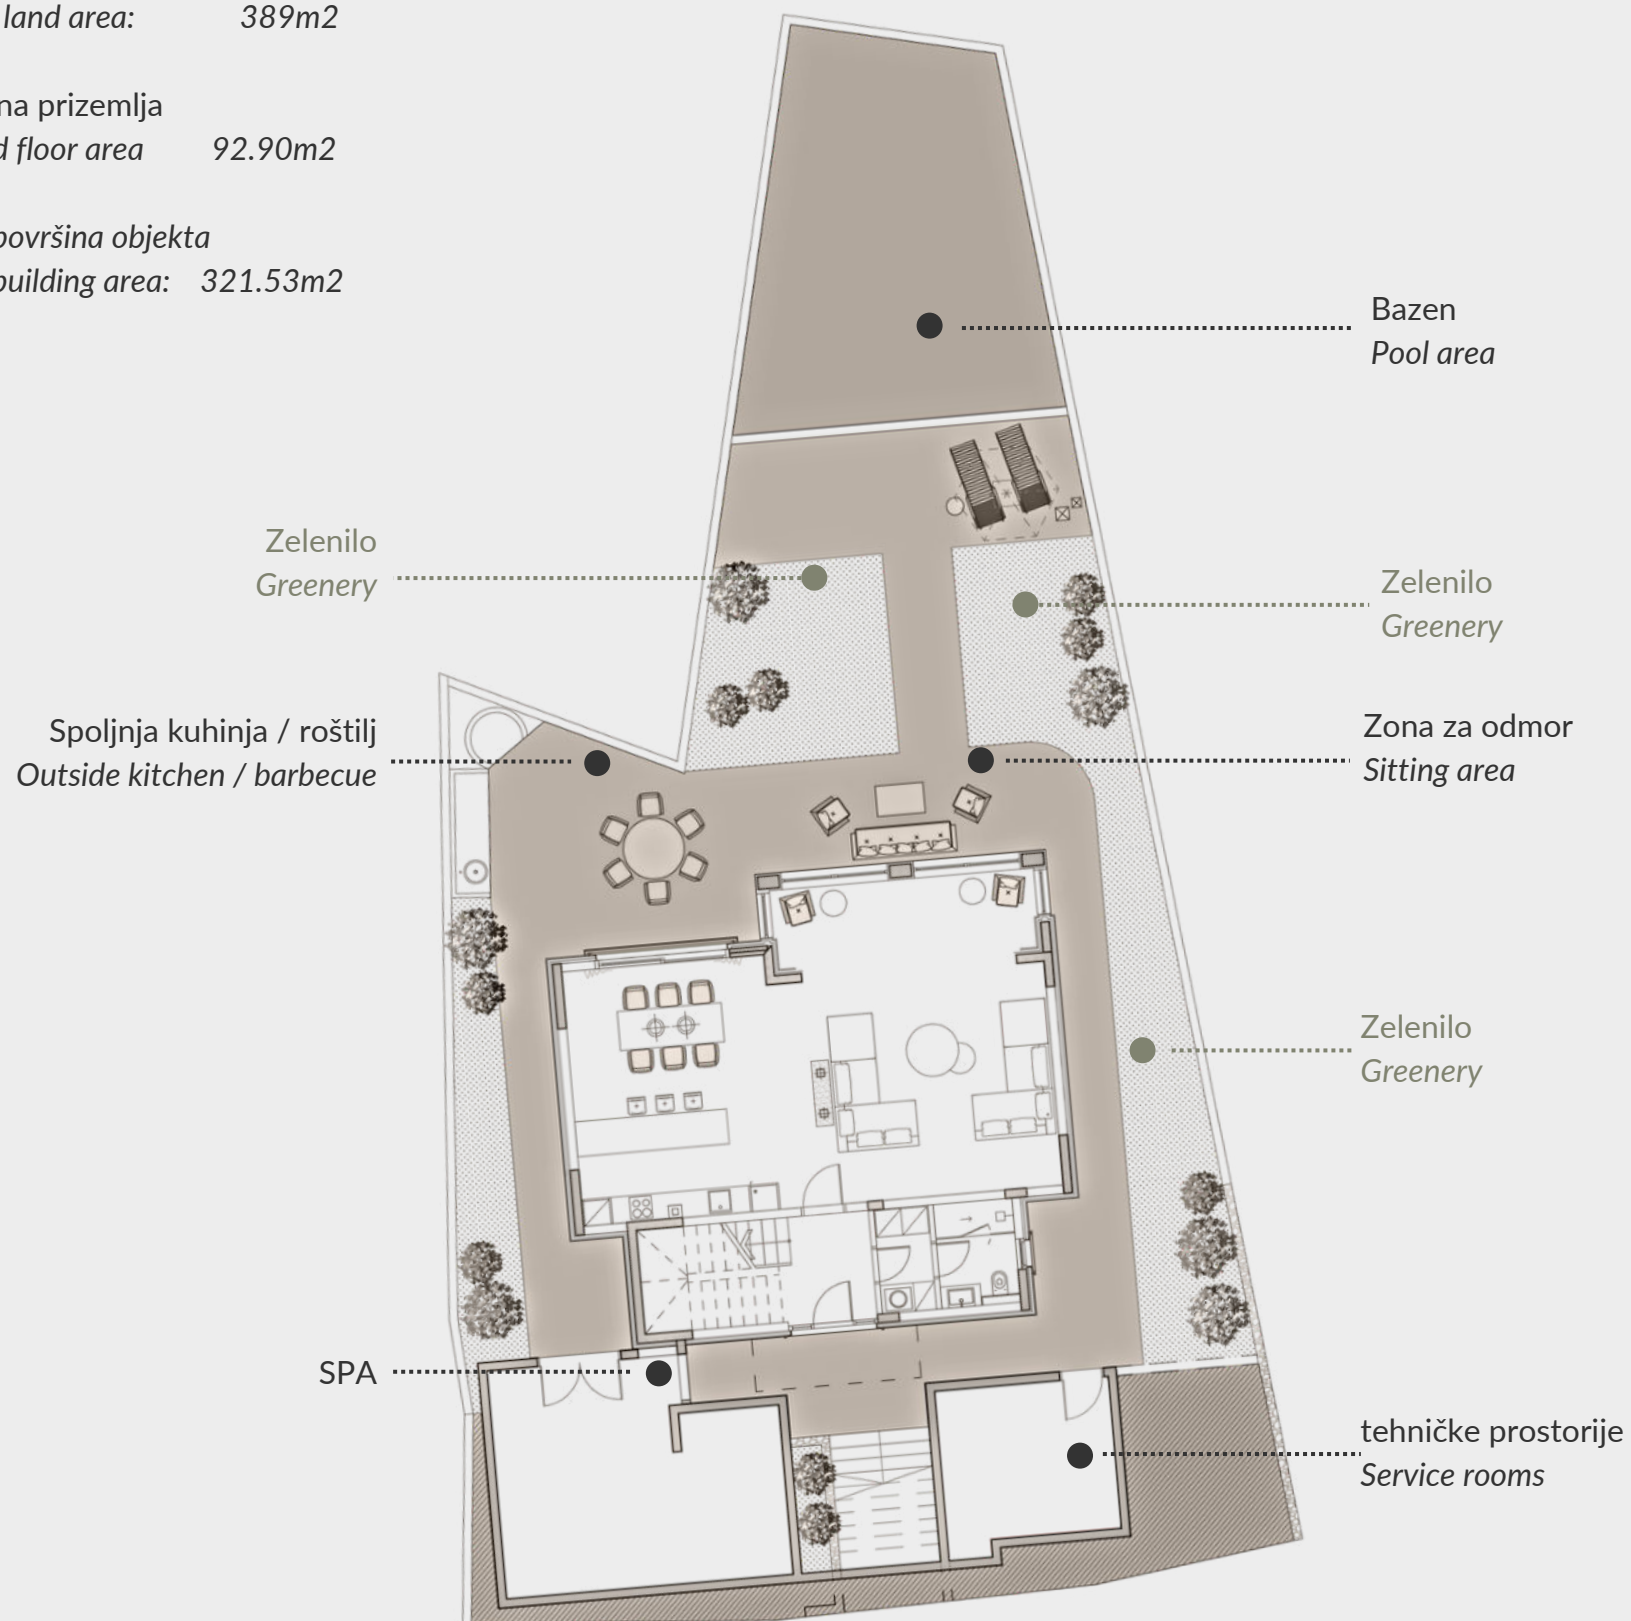 land area: 389m2
na prizemlja
d floor area 92.90m2
površina objekta
building area: 321.53m2
Bazen
Pool area
Zelenilo
Greenery
Zelenilo
Greenery
Spoljnja kuhinja / roštilj
Outside kitchen / barbecue
Zona za odmor
Sitting area
Zelenilo
Greenery
SPA
tehničke prostorije
Service rooms